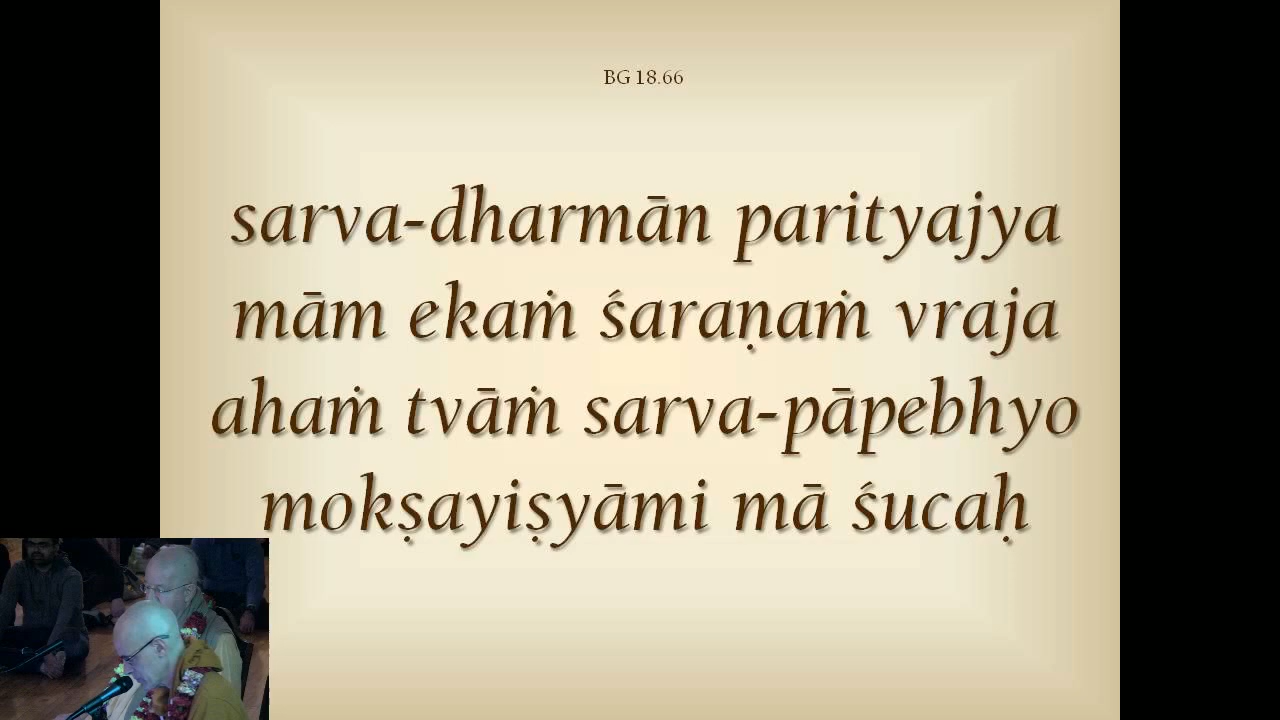 BG 18.66
sarva-dharmān parityajya
mām ekaṁ śaraṇaṁ vraja
ahaṁ tvāṁ sarva-pāpebhyo
mokṣayiṣyāmi mā śucaḥ